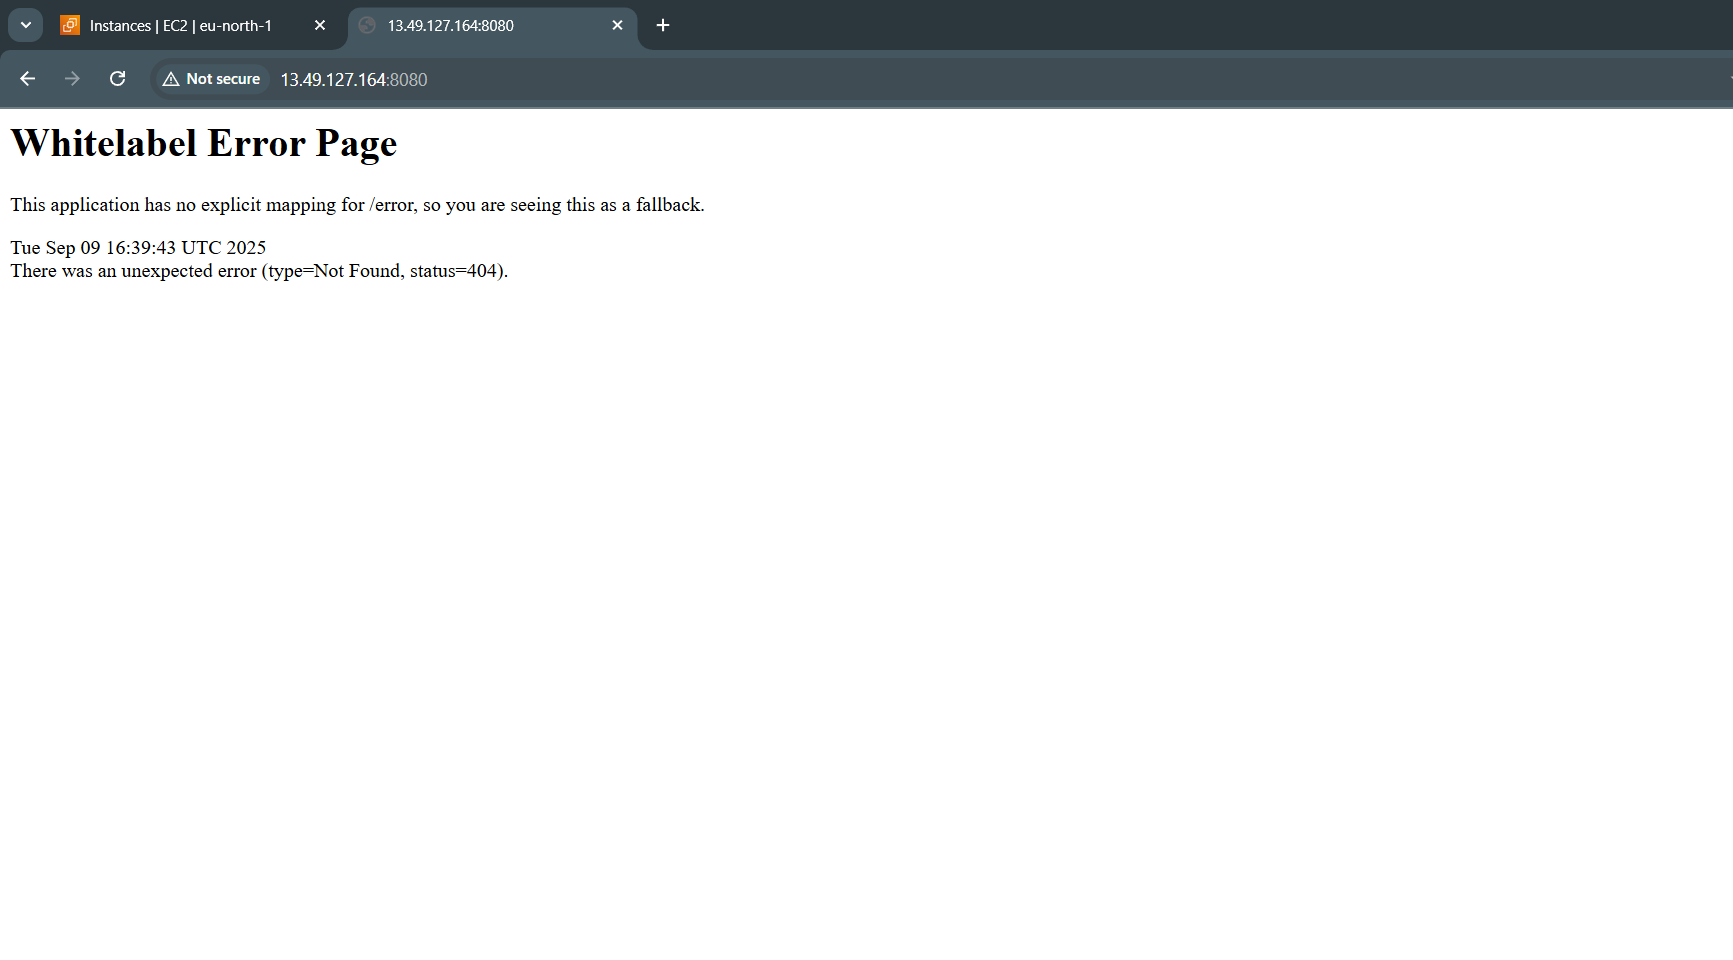 Instances | EC2 | eu-north-1
13.49.127.164:8080
Not secure
13.49.127.164:8080
Whitelabel Error Page
This application has no explicit mapping for /error, so you are seeing this as a fallback.
Tue Sep 09 16:39:43 UTC 2025
There was an unexpected error (type=Not Found, status=404).